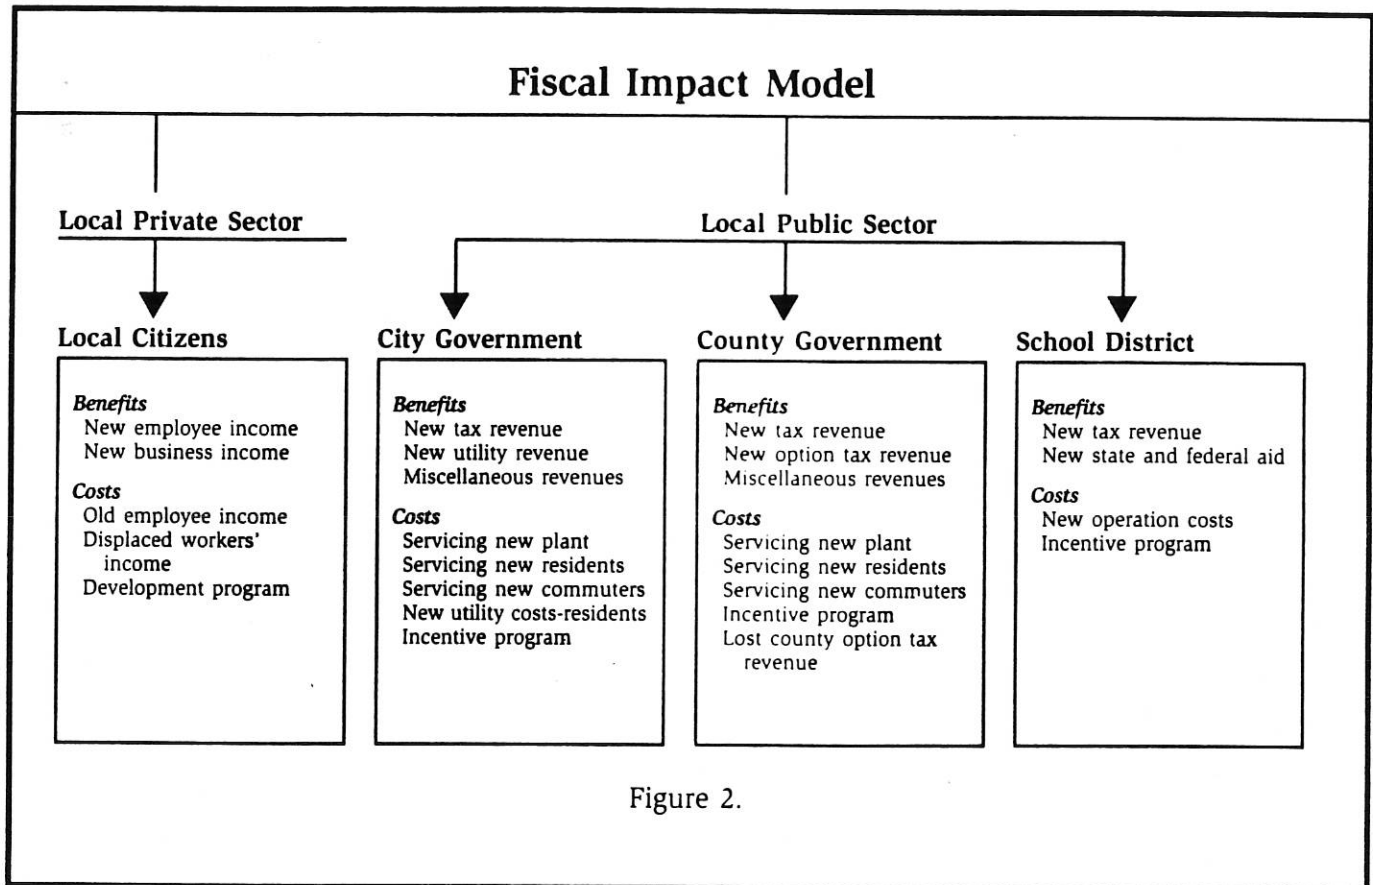 Fiscal Impact Model
Local Private Sector
Local Public Sector
Local Citizens
Benefits
New employee income
New business income
Costs
Old employee income
Displaced workers'
income
Development program
City Government
Benefits
New tax revenue
New utility revenue
Miscellaneous revenues
Costs
Servicing new plant
Servicing new residents
Servicing new commuters
New utility costs-residents
Incentive program
County Government
Benefits
New tax revenue
New option tax revenue
Miscellaneous revenues
Costs
Servicing new plant
Servicing new residents
Servicing new commuters
Incentive program
Lost county option tax
revenue
School District
Benefits
New tax revenue
New state and federal aid
Costs
New operation costs
Incentive program
Figure 2.